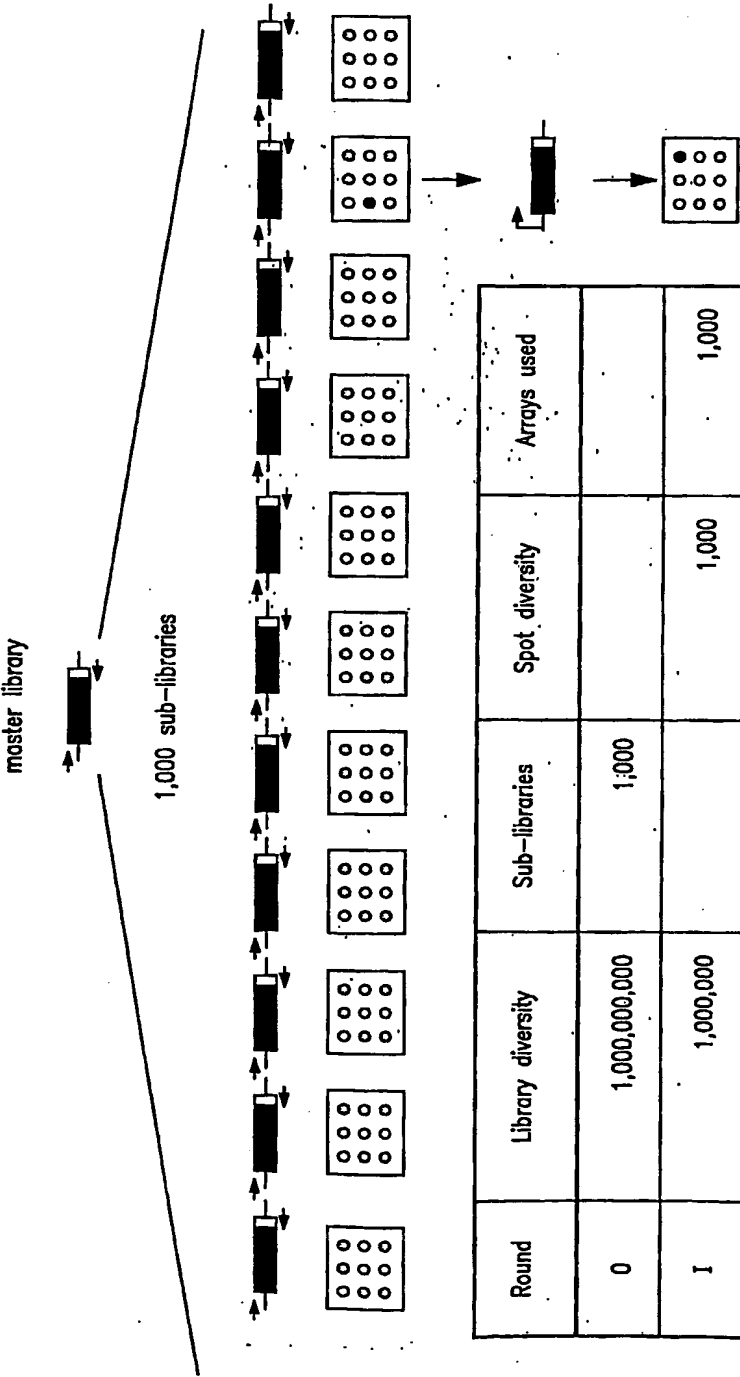 master library
1,000 sub-libraries
Round Library diversity Sub-libraries Spot diversity Arrays used
0 1,000,000,000 1,000
I 1,000,000 1,000 1,000